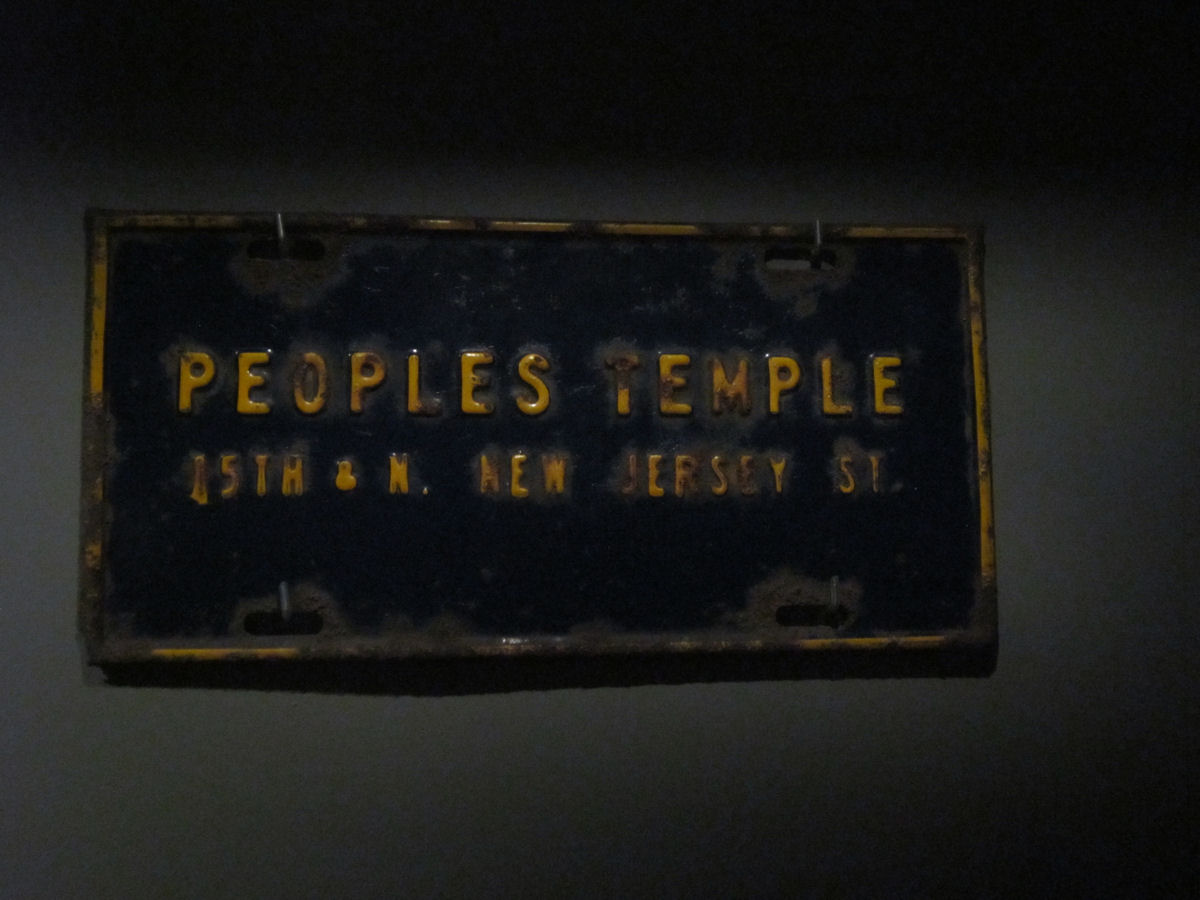 PEOPLES TEMPLE
15TH & N. NEW JERSEY ST.